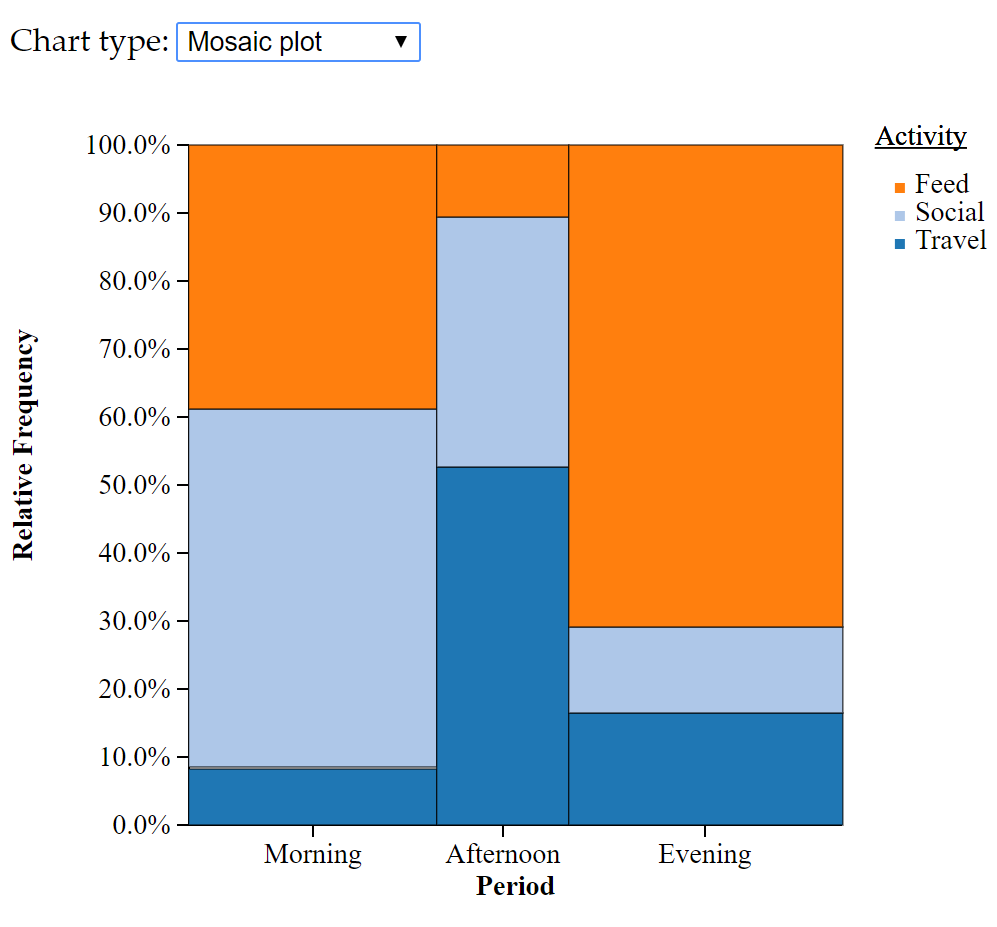 Chart type: Mosaic plot
Activity
Feed
Social
Travel
100.0%
90.0%
80.0%
70.0%
60.0%
50.0%
40.0%
30.0%
20.0%
10.0%
0.0%
Relative Frequency
Morning Afternoon Evening
Period